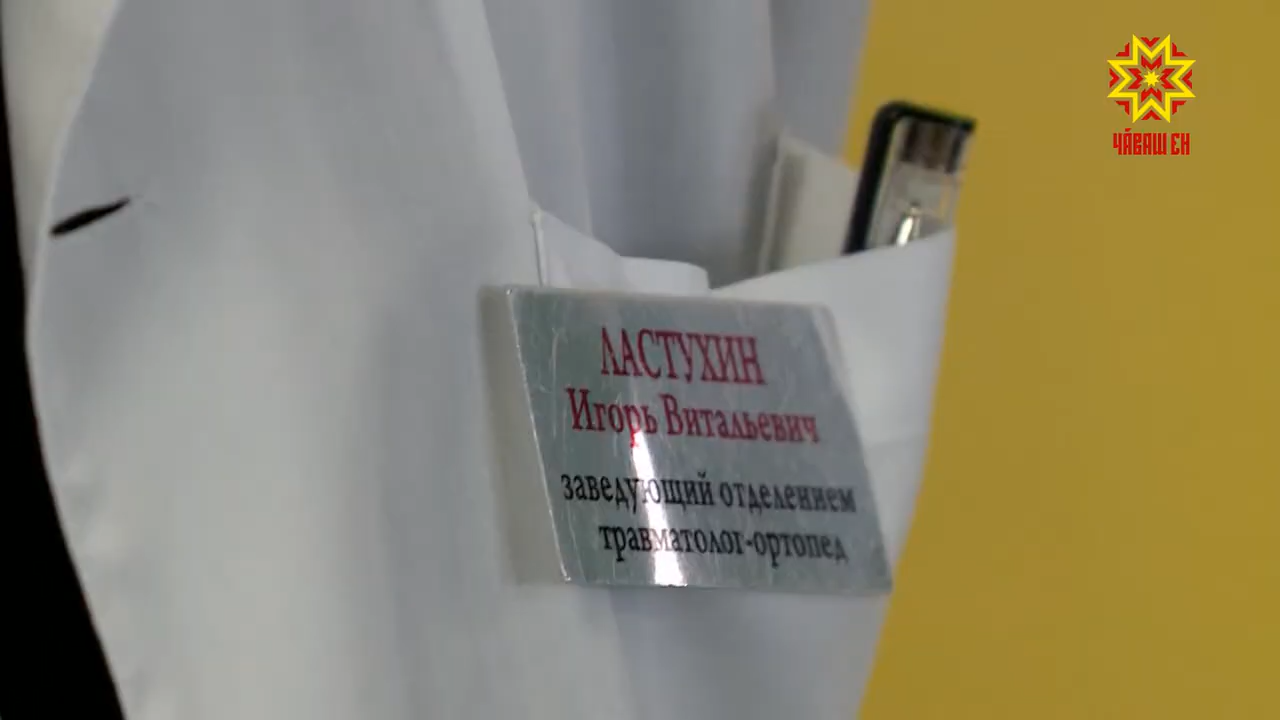 ЧӐВАШ ЕН
ЛАСТУХИН
Игорь Витальевич
заведующий отделением
травматолог-ортопед